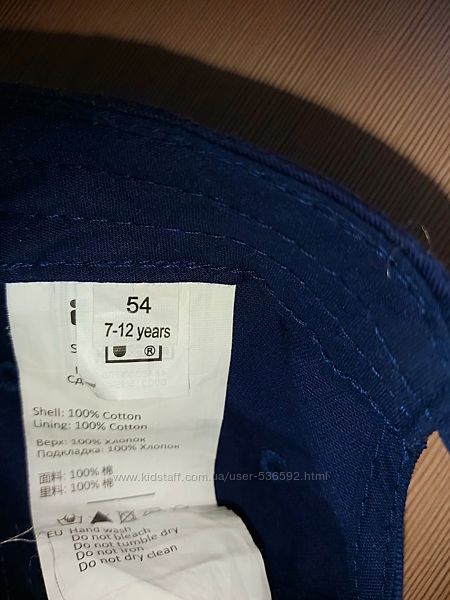 54
7-12 years
®
Shell: 100% Cotton
Lining: 100% Cotton
Верх: 100% Хлопок
Подкладка: 100% Хлопок
面料: 100% 棉
里料: 100% 棉
www.kidstaff.com.ua/user-536592.html
EU Hand wash
Do not bleach
Do not tumble dry
Do not iron
Do not dry clean